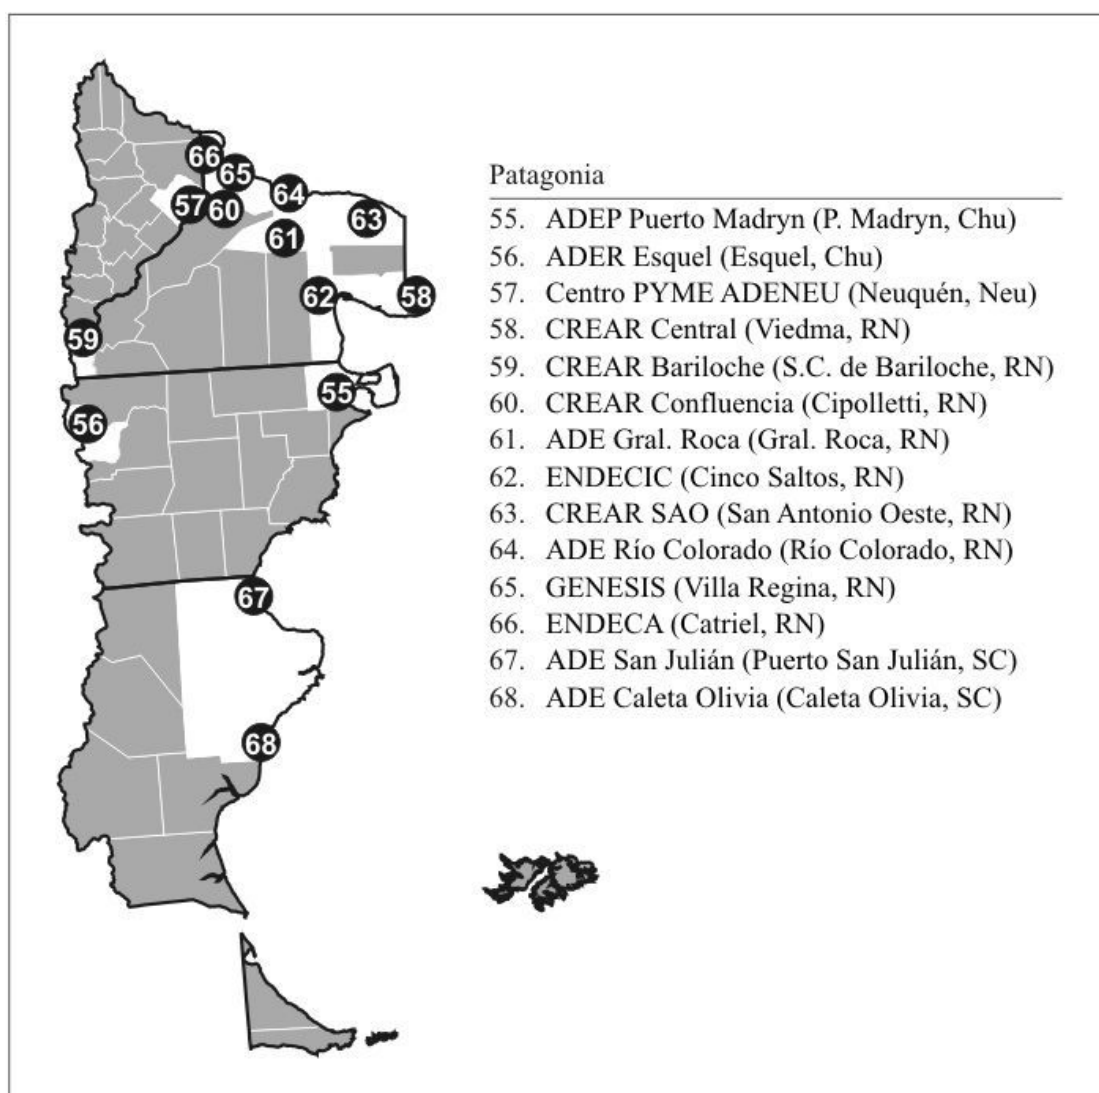 66
65
64
57
60
63
61
62
58
59
55
56
67
68
Patagonia
55. ADEP Puerto Madryn (P. Madryn, Chu)
56. ADER Esquel (Esquel, Chu)
57. Centro PYME ADENEU (Neuquén, Neu)
58. CREAR Central (Viedma, RN)
59. CREAR Bariloche (S.C. de Bariloche, RN)
60. CREAR Confluencia (Cipolletti, RN)
61. ADE Gral. Roca (Gral. Roca, RN)
62. ENDECIC (Cinco Saltos, RN)
63. CREAR SAO (San Antonio Oeste, RN)
64. ADE Río Colorado (Río Colorado, RN)
65. GENESIS (Villa Regina, RN)
66. ENDECA (Catriel, RN)
67. ADE San Julián (Puerto San Julián, SC)
68. ADE Caleta Olivia (Caleta Olivia, SC)